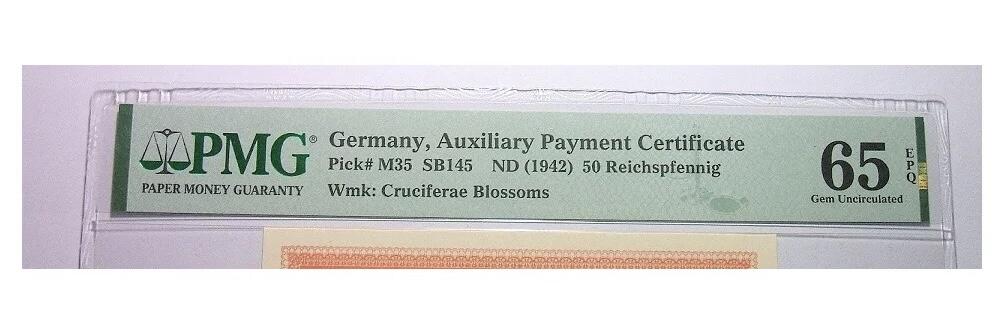 PMG®
PAPER MONEY GUARANTY
Germany, Auxiliary Payment Certificate
Pick# M35 SB145 ND (1942) 50 Reichspfennig
Wmk: Cruciferae Blossoms
65
EPQ
Gem Uncirculated